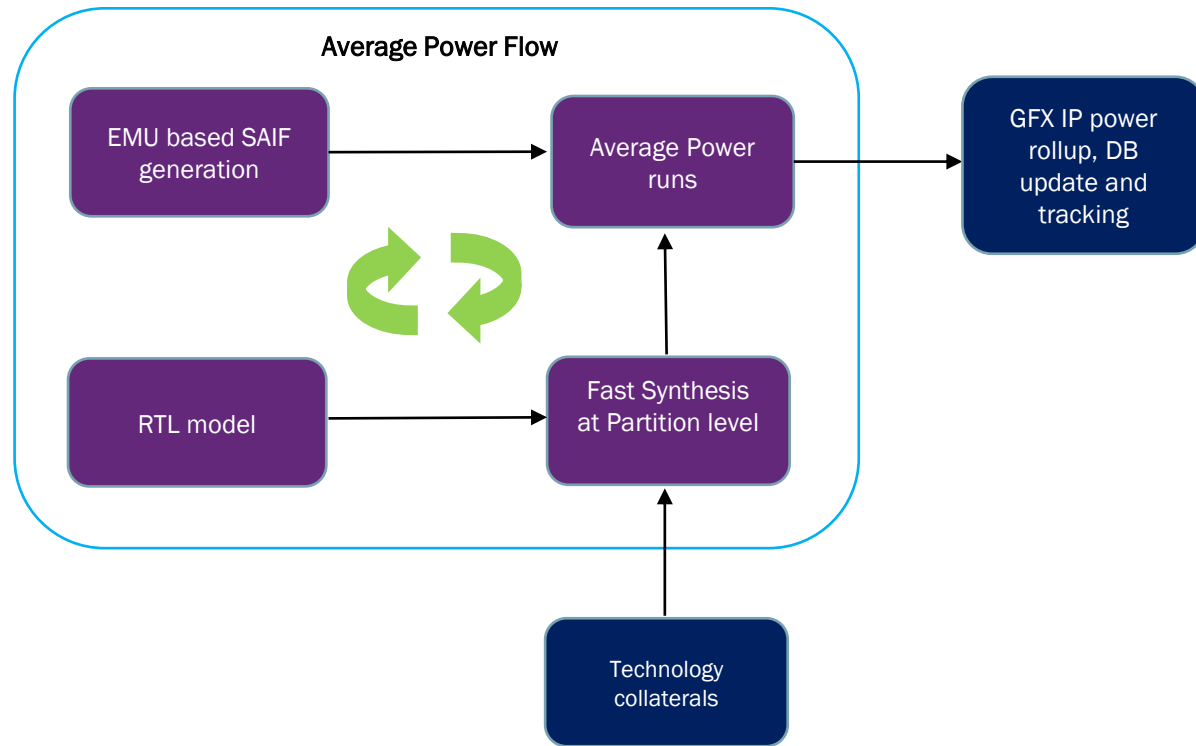 Average Power Flow
EMU based SAIF
generation
Average Power
runs
GFX IP power
rollup, DB
update and
tracking
RTL model
Fast Synthesis
at Partition level
Technology
collaterals